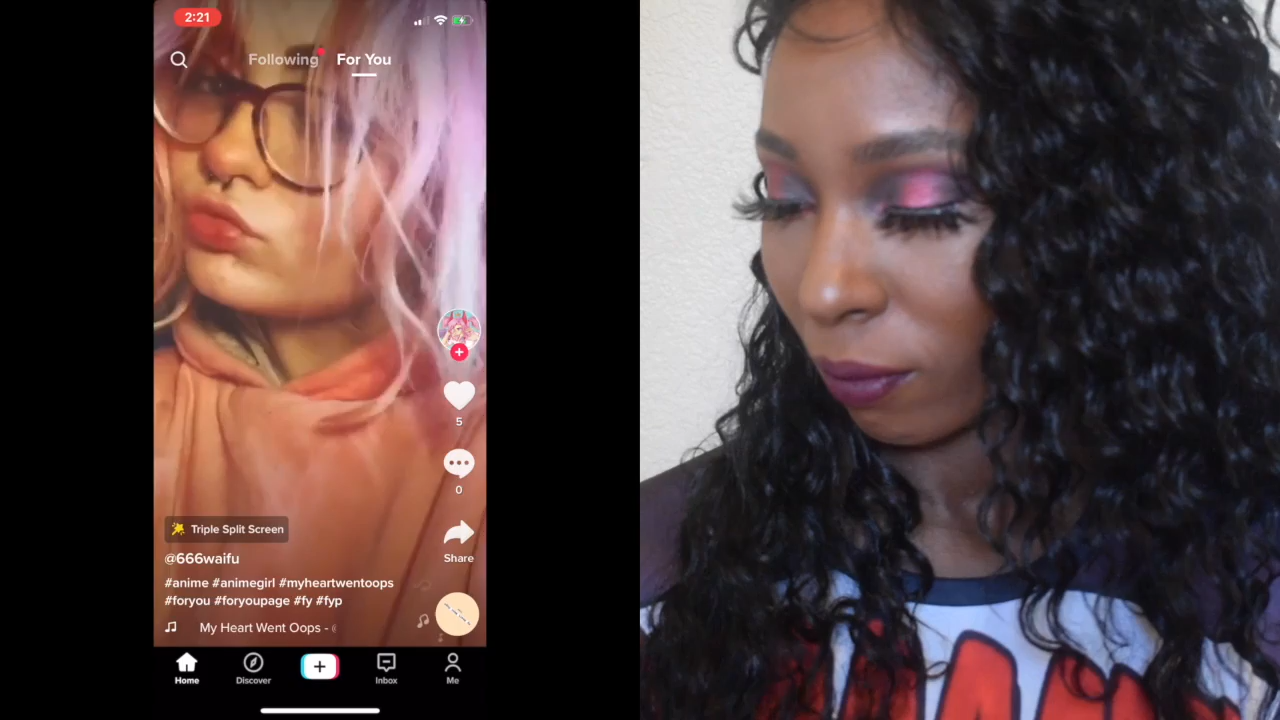 2:21
Following
For You
5
0
Share
Triple Split Screen
@666waifu
#anime #animegirl #myheartwentoops
#foryou #foryoupage #fy #fyp
My Heart Went Oops -
Home
Discover
Inbox
Me